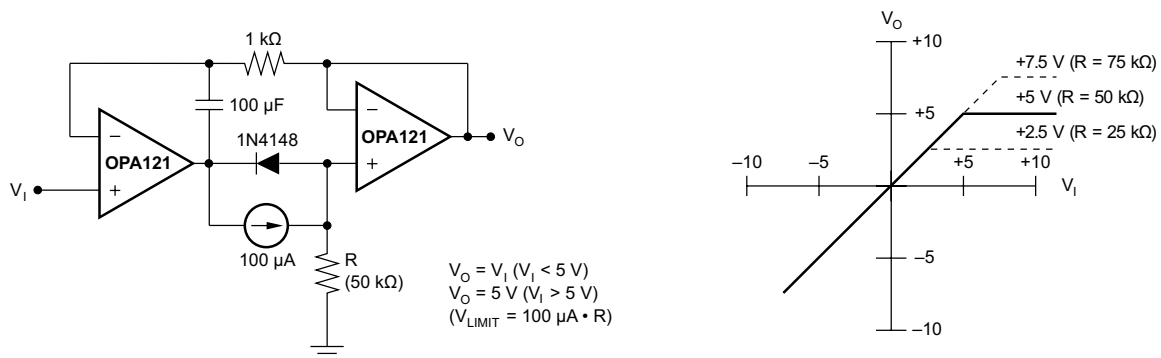 1 kΩ
100 µF
1N4148
–
+
OPA121
–
+
OPA121
V_I
V_O
100 µA
R
(50 kΩ)
V_O = V_I (V_I < 5 V)
V_O = 5 V (V_I > 5 V)
(V_LIMIT = 100 µA • R)
V_O
+10
+7.5 V (R = 75 kΩ)
+5 V (R = 50 kΩ)
+5
+2.5 V (R = 25 kΩ)
–10
–5
+5
+10
V_I
–5
–10